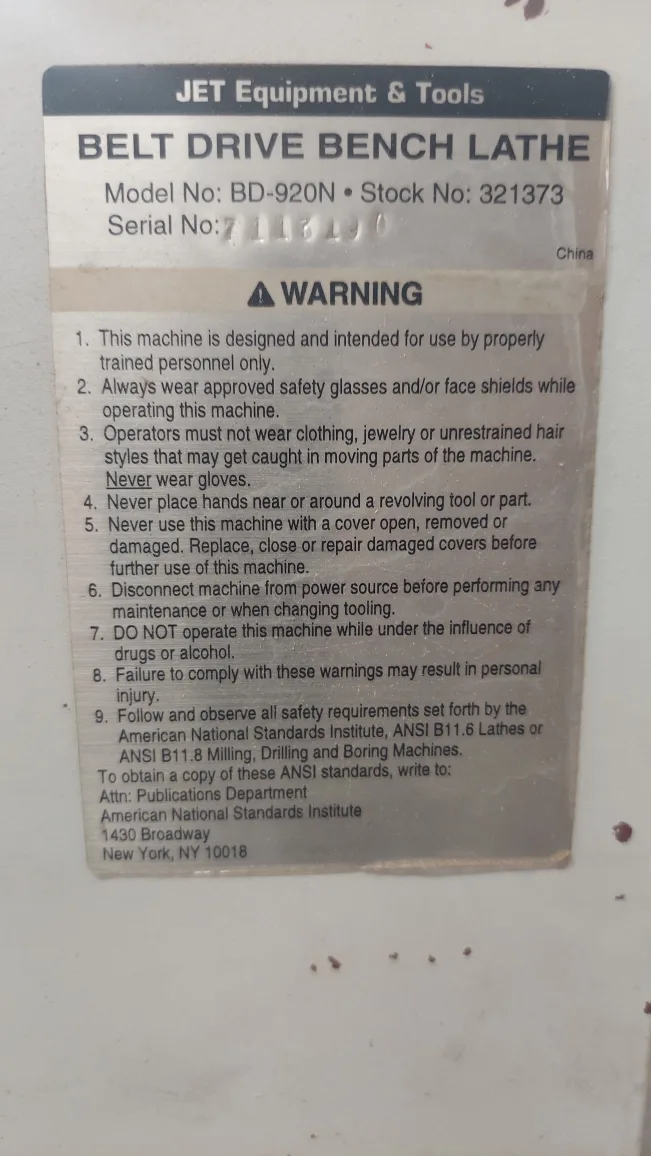 JET Equipment & Tools
BELT DRIVE BENCH LATHE
Model No: BD-920N • Stock No: 321373
Serial No:
China
⚠ WARNING
1. This machine is designed and intended for use by properly
trained personnel only.
2. Always wear approved safety glasses and/or face shields while
operating this machine.
3. Operators must not wear clothing, jewelry or unrestrained hair
styles that may get caught in moving parts of the machine.
Never wear gloves.
4. Never place hands near or around a revolving tool or part.
5. Never use this machine with a cover open, removed or
damaged. Replace, close or repair damaged covers before
further use of this machine.
6. Disconnect machine from power source before performing any
maintenance or when changing tooling.
7. DO NOT operate this machine while under the influence of
drugs or alcohol.
8. Failure to comply with these warnings may result in personal
injury.
9. Follow and observe all safety requirements set forth by the
American National Standards Institute, ANSI B11.6 Lathes or
ANSI B11.8 Milling, Drilling and Boring Machines.
To obtain a copy of these ANSI standards, write to:
Attn: Publications Department
American National Standards Institute
1430 Broadway
New York, NY 10018